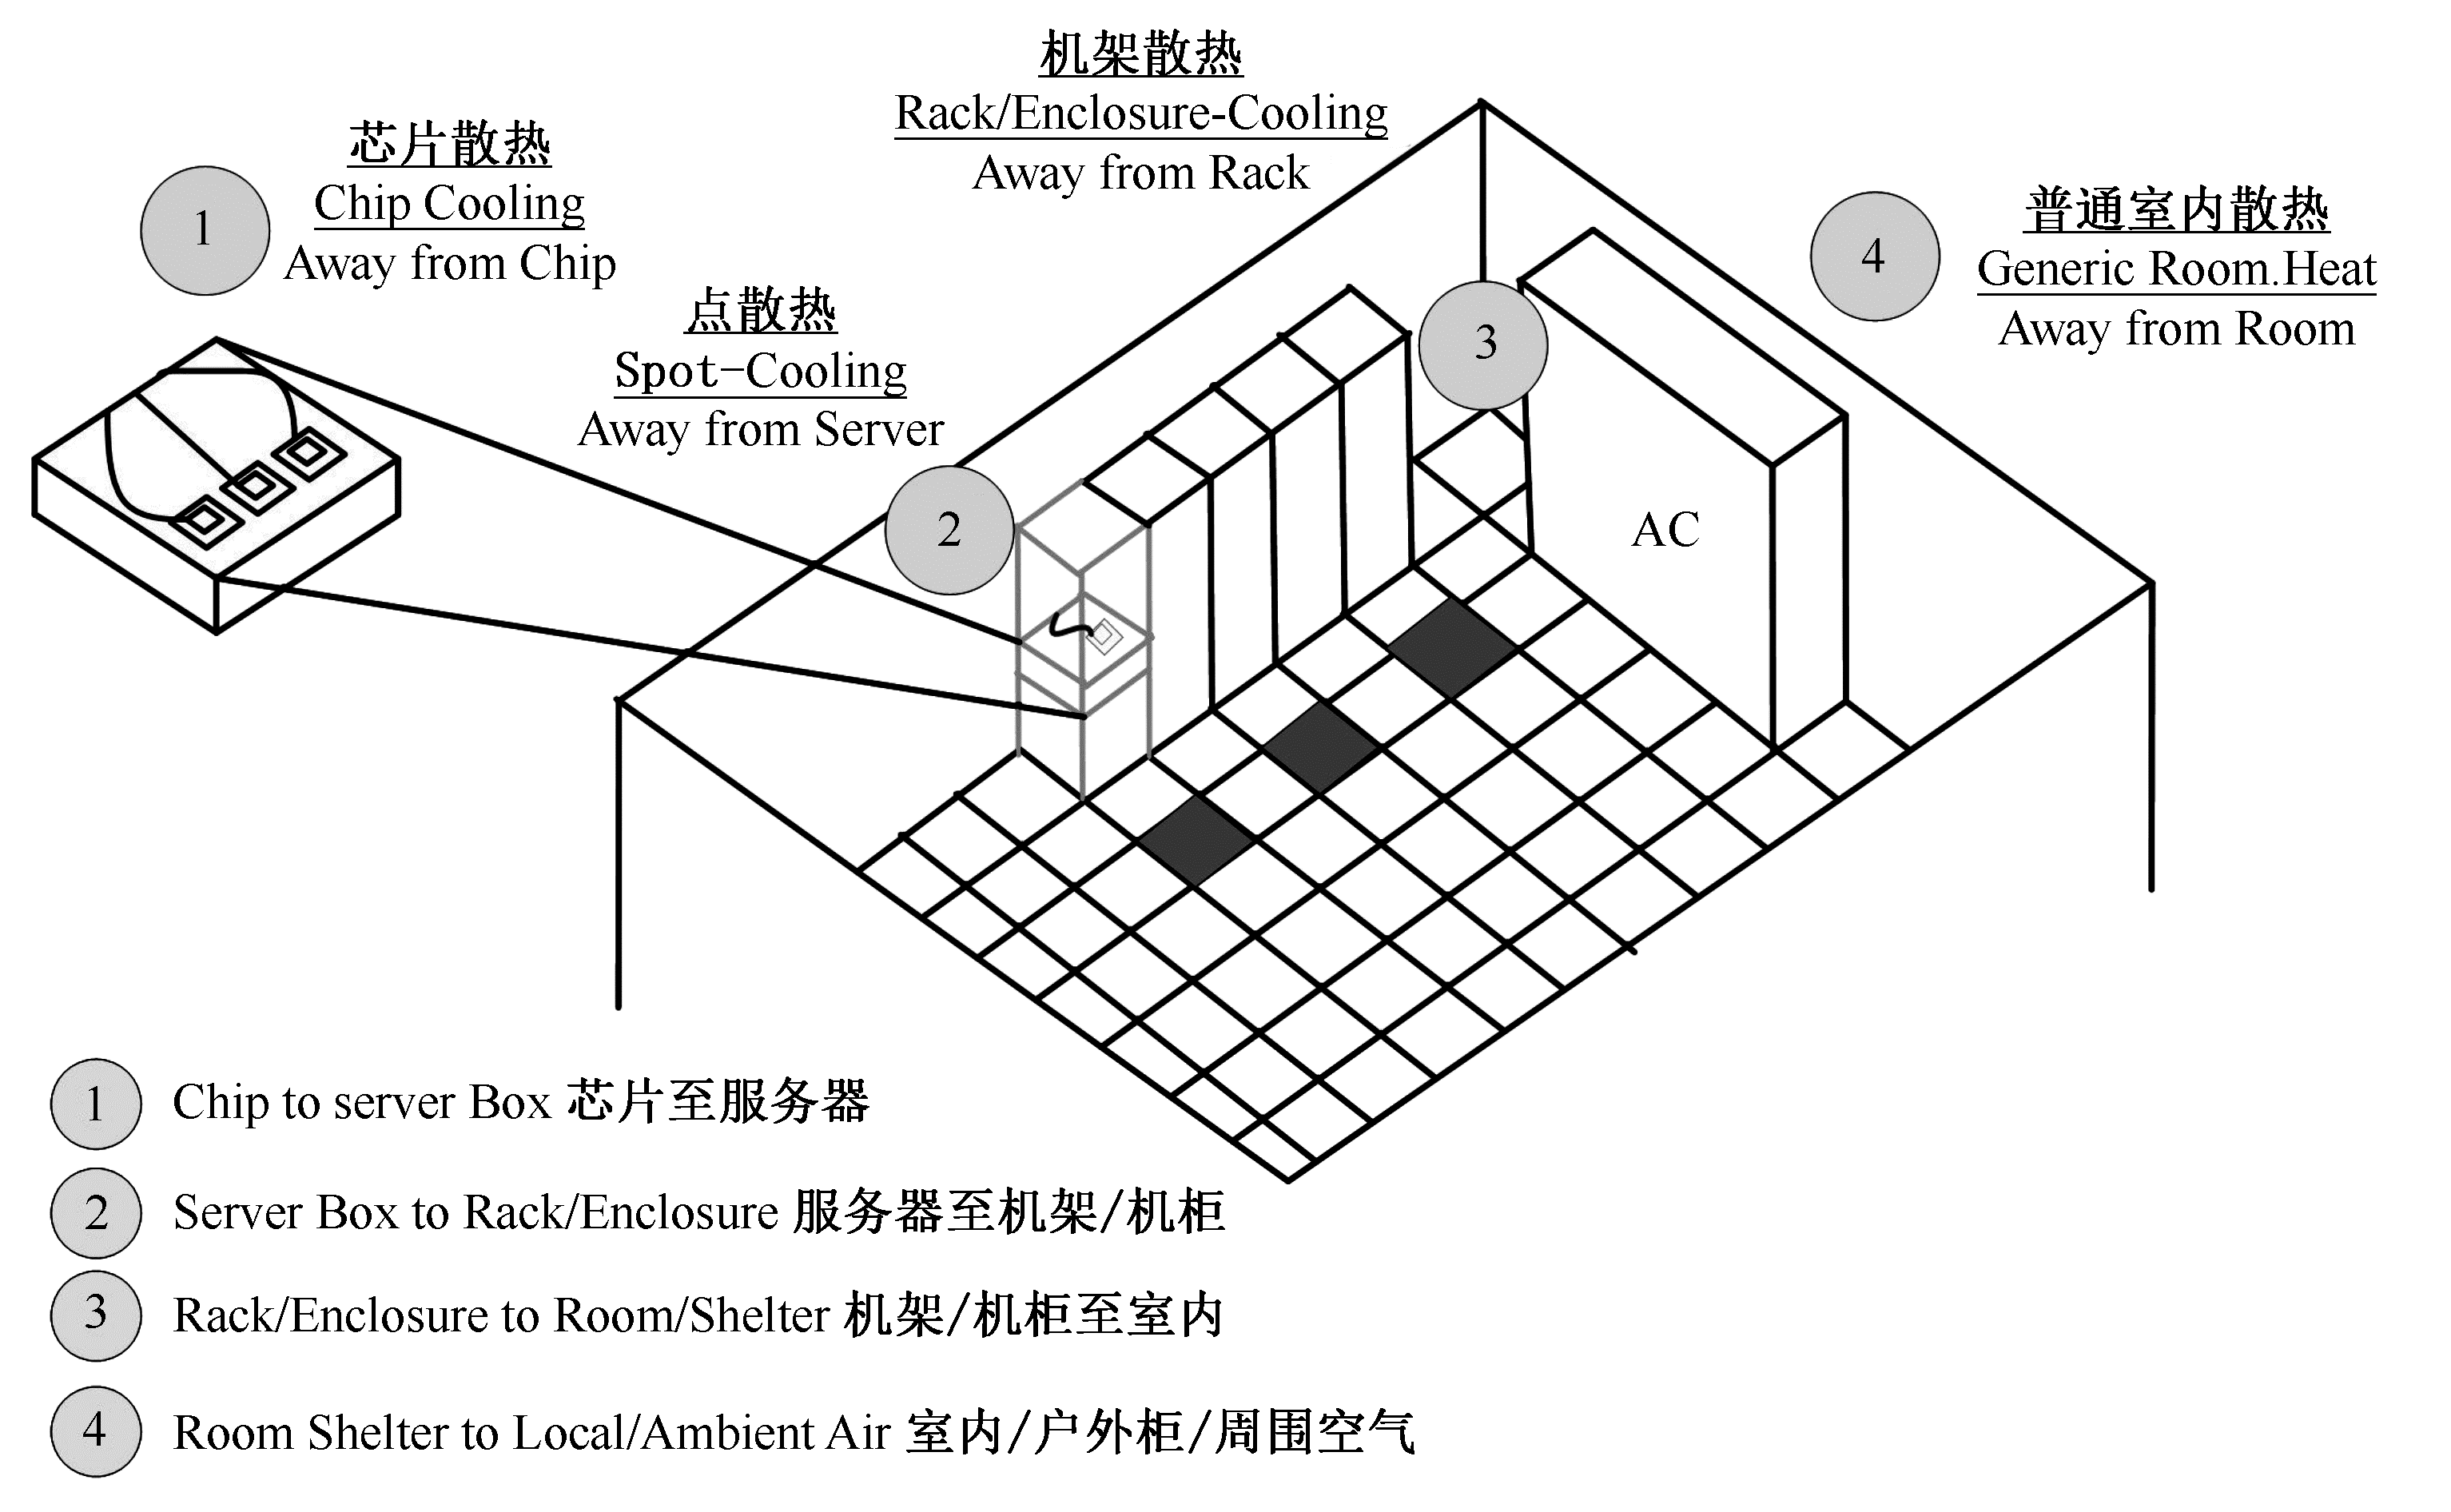 机架散热
Rack/Enclosure-Cooling
Away from Rack
芯片散热
Chip Cooling
Away from Chip
1
点散热
Spot-Cooling
Away from Server
2
3
4
普通室内散热
Generic Room.Heat
Away from Room
AC
1 Chip to server Box 芯片至服务器
2 Server Box to Rack/Enclosure 服务器至机架/机柜
3 Rack/Enclosure to Room/Shelter 机架/机柜至室内
4 Room Shelter to Local/Ambient Air 室内/户外柜/周围空气